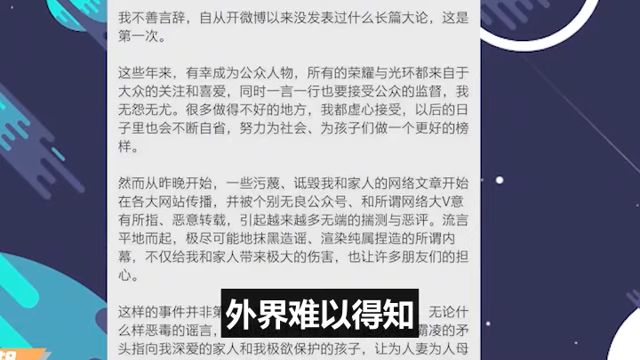 我不善言辞，自从开微博以来没发表过什么长篇大论，这是
第一次。
这些年来，有幸成为公众人物，所有的荣耀与光环都来自于
大众的关注和喜爱，同时一言一行也要接受公众的监督，我
无怨无尤。很多做得不好的地方，我都虚心接受，以后的日
子里也会不断自省，努力为社会、为孩子们做一个更好的榜
样。
然而从昨晚开始，一些污蔑、诋毁我和家人的网络文章开始
在各大网站传播，并被个别无良公众号、和所谓网络大V意
有所指、恶意转载，引起越来越多无端的揣测与恶评。流言
平地而起，极尽可能地抹黑造谣、渲染纯属捏造的所谓内
幕，不仅给我和家人带来极大的伤害，也让许多朋友们的担
心。
这样的事件并非第 无论什
么样恶毒的谣言， 霸凌的矛
头指向我深爱的家人和我极欲保护的孩子，让为人妻为人母
外界难以得知